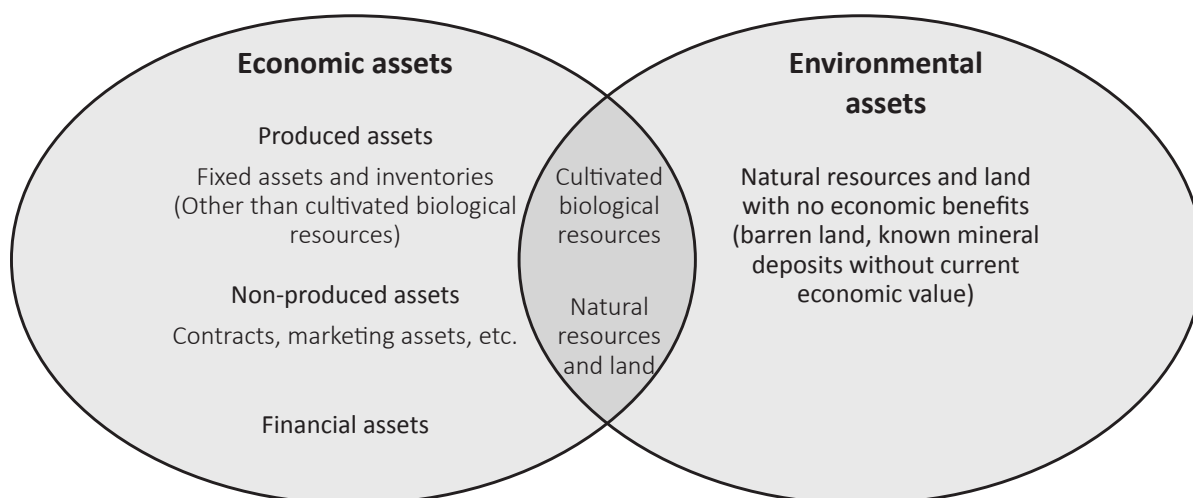 Economic assets
Produced assets
Fixed assets and inventories
(Other than cultivated biological
resources)
Non-produced assets
Contracts, marketing assets, etc.
Financial assets
Cultivated
biological
resources
Natural
resources
and land
Environmental
assets
Natural resources and land
with no economic benefits
(barren land, known mineral
deposits without current
economic value)